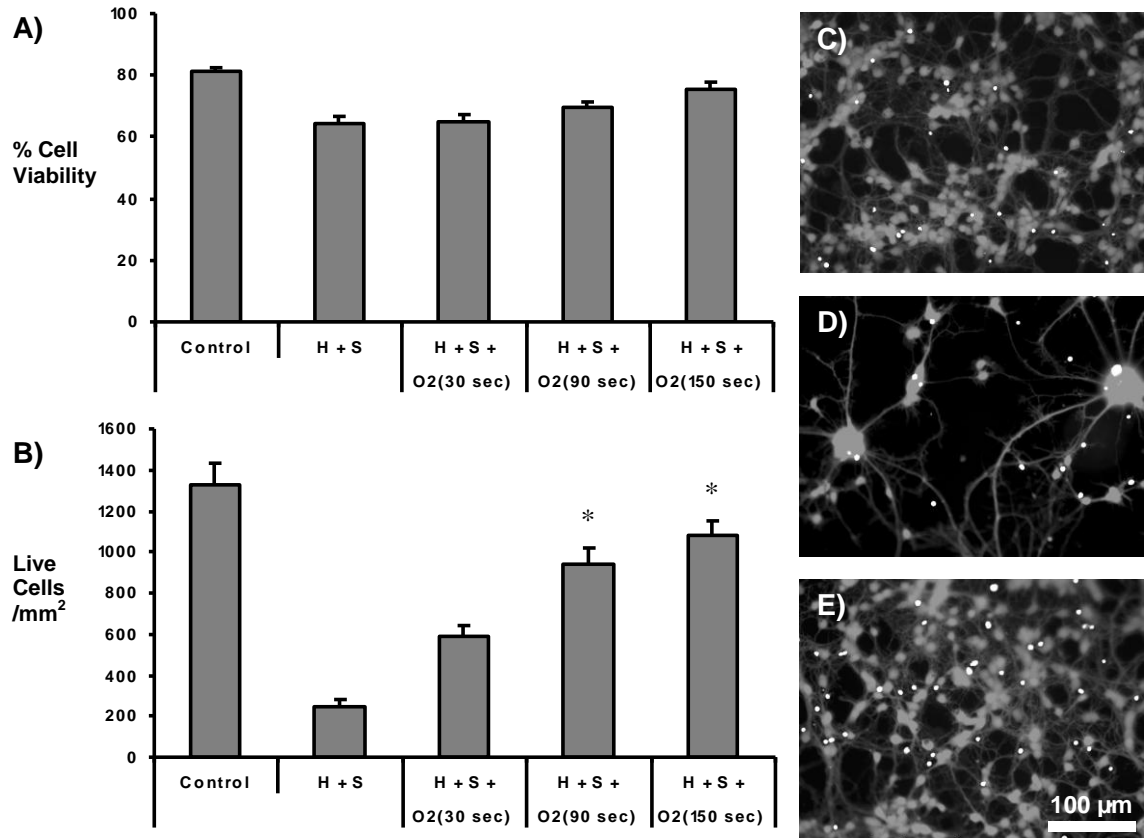 A)
100
80
60
40
20
0
% Cell
Viability
Control
H + S
H + S +
O2(30 sec)
H + S +
O2(90 sec)
H + S +
O2(150 sec)
B)
1600
1400
1200
1000
800
600
400
200
0
Live
Cells
/mm²
*
*
Control
H + S
H + S +
O2(30 sec)
H + S +
O2(90 sec)
H + S +
O2(150 sec)
C)
D)
E)
100 µm